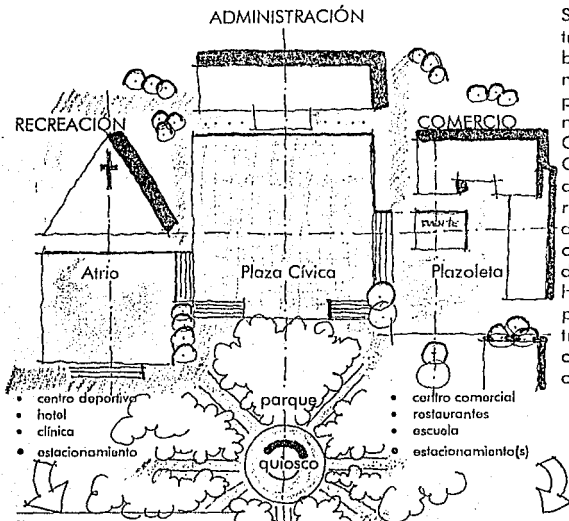 ADMINISTRACIÓN
RECREACIÓN
COMERCIO
Atrio
Plaza Cívica
Plazoleta
parque
quiosco
• centro deportivo
• hotel
• clínica
• estacionamiento
• centro comercial
• restaurantes
• escuela
• estacionamiento(s)